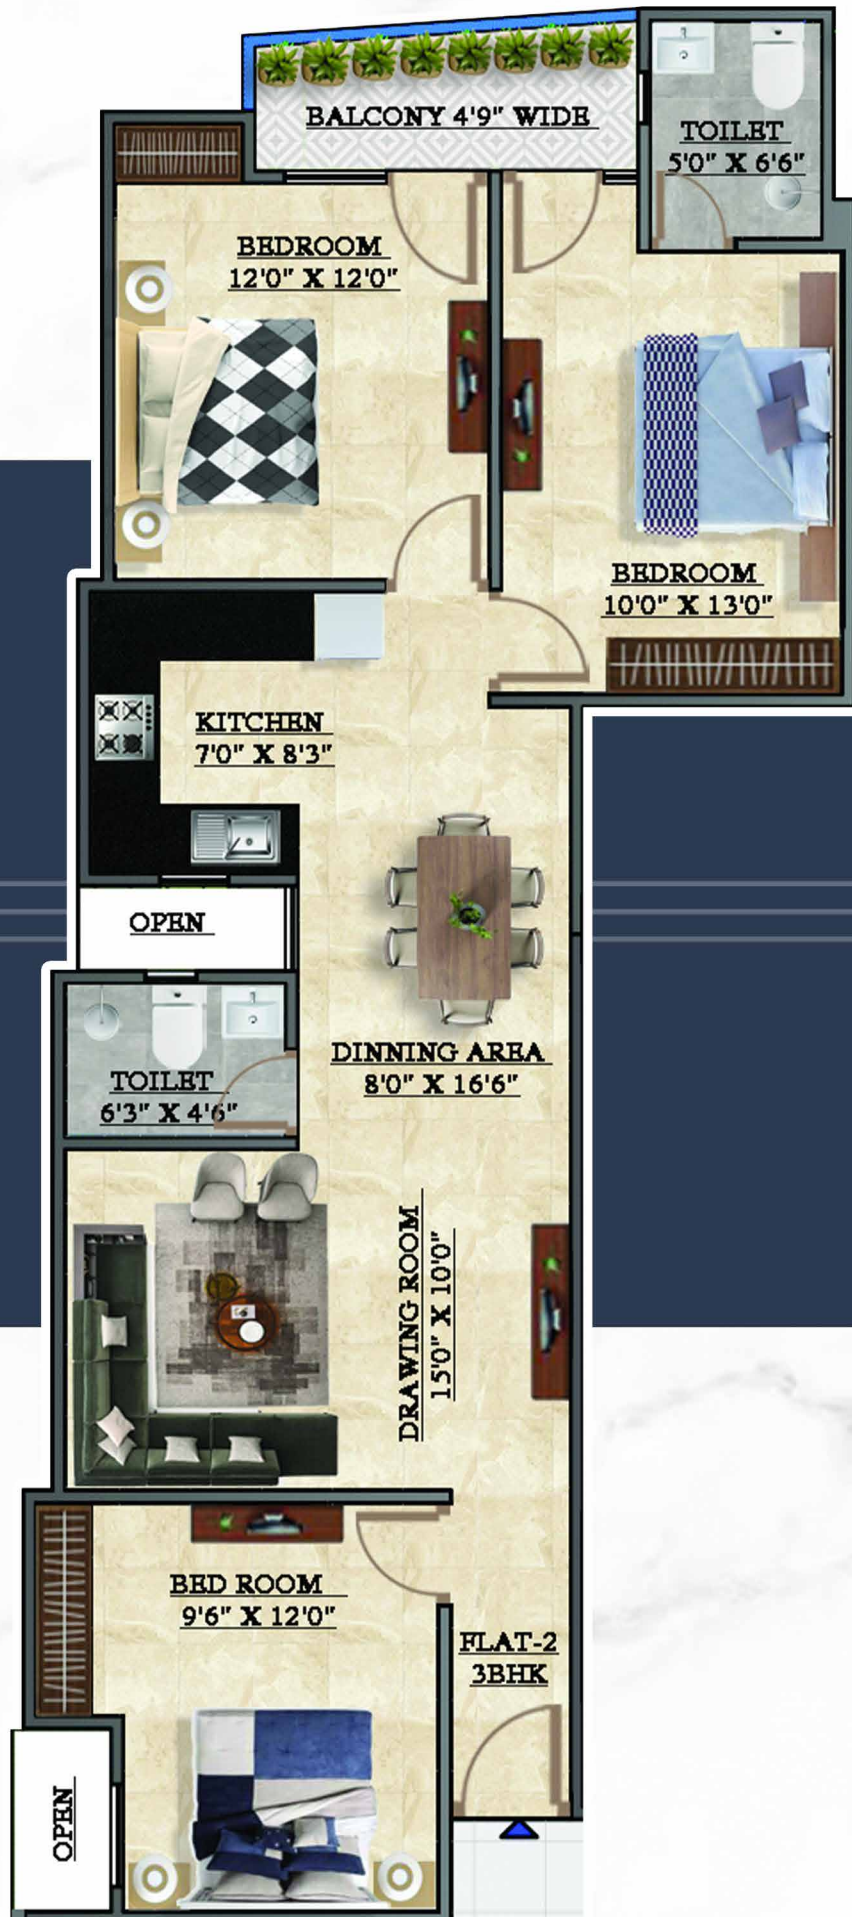 BALCONY 4'9" WIDE
TOILET
5'0" X 6'6"
BEDROOM
12'0" X 12'0"
BEDROOM
10'0" X 13'0"
KITCHEN
7'0" X 8'3"
OPEN
DINNING AREA
8'0" X 16'6"
TOILET
6'3" X 4'6"
DRAWING ROOM
15'0" X 10'0"
BED ROOM
9'6" X 12'0"
FLAT-2
3BHK
OPEN